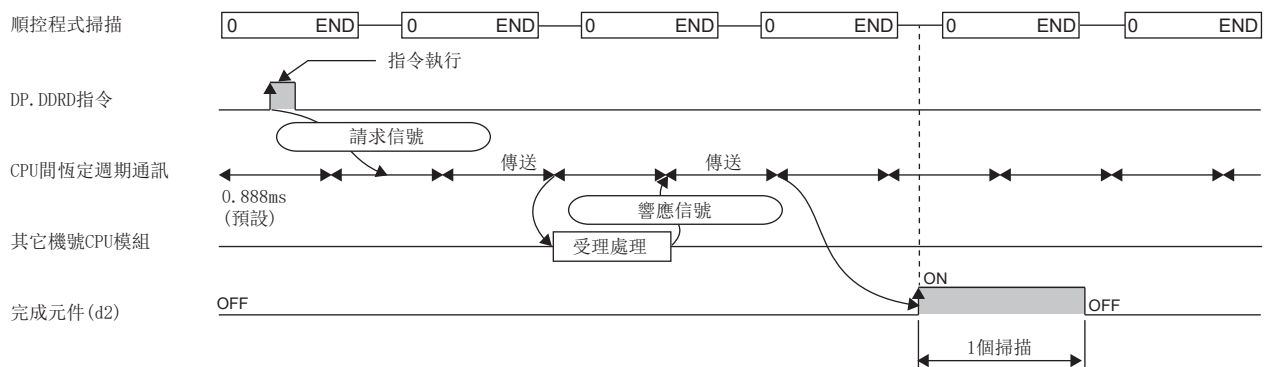 順控程式掃描 0 END 0 END 0 END 0 END 0 END 0 END
指令執行
DP.DDRD指令
請求信號
CPU間恆定週期通訊 傳送 傳送
0.888ms
(預設)
響應信號
其它機號CPU模組 受理處理
ON
完成元件(d2) OFF OFF
1個掃描